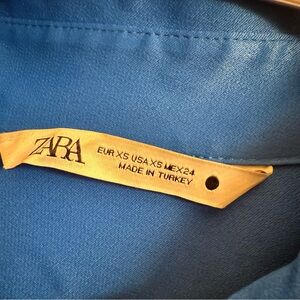 ZARA
EUR XS USA XS MEX 24
MADE IN TURKEY